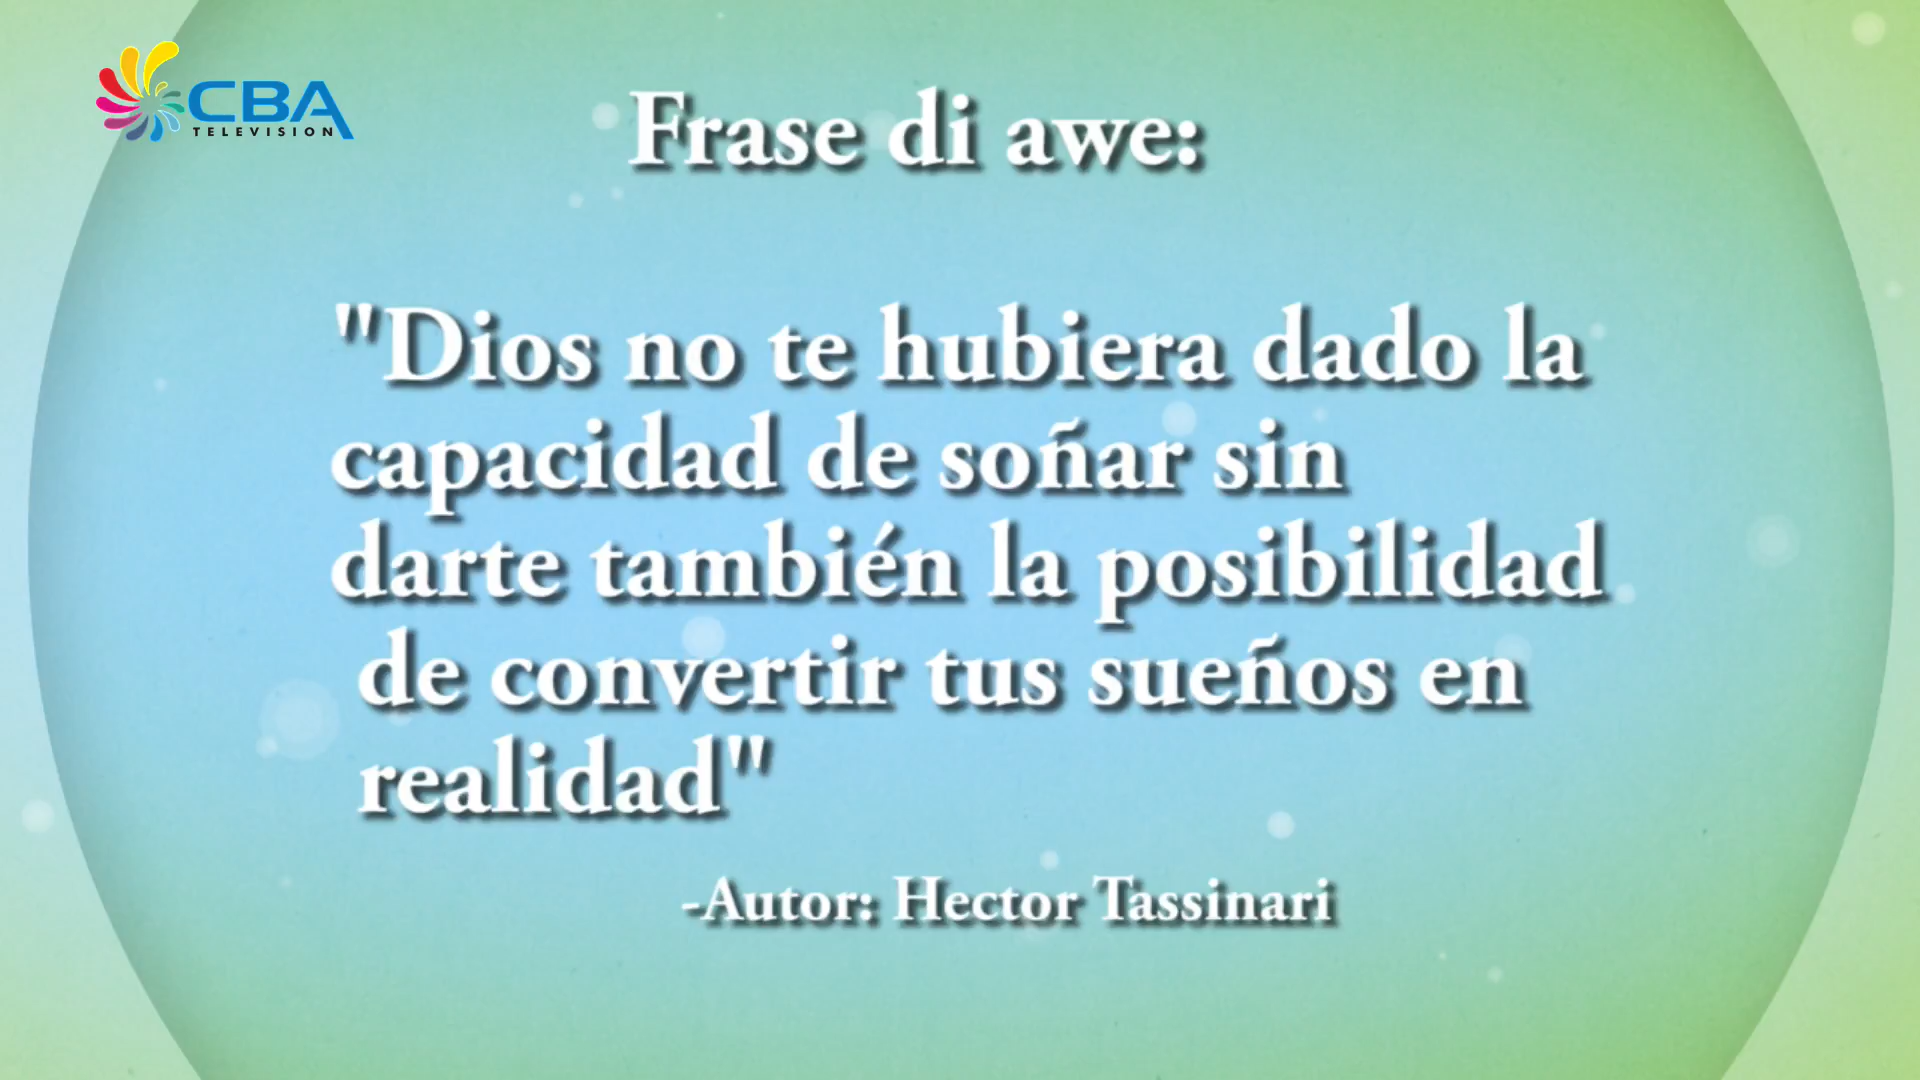 CBA
TELEVISION
Frase di awe:
"Dios no te hubiera dado la
capacidad de soñar sin
darte también la posibilidad
de convertir tus sueños en
realidad"
-Autor: Hector Tassinari